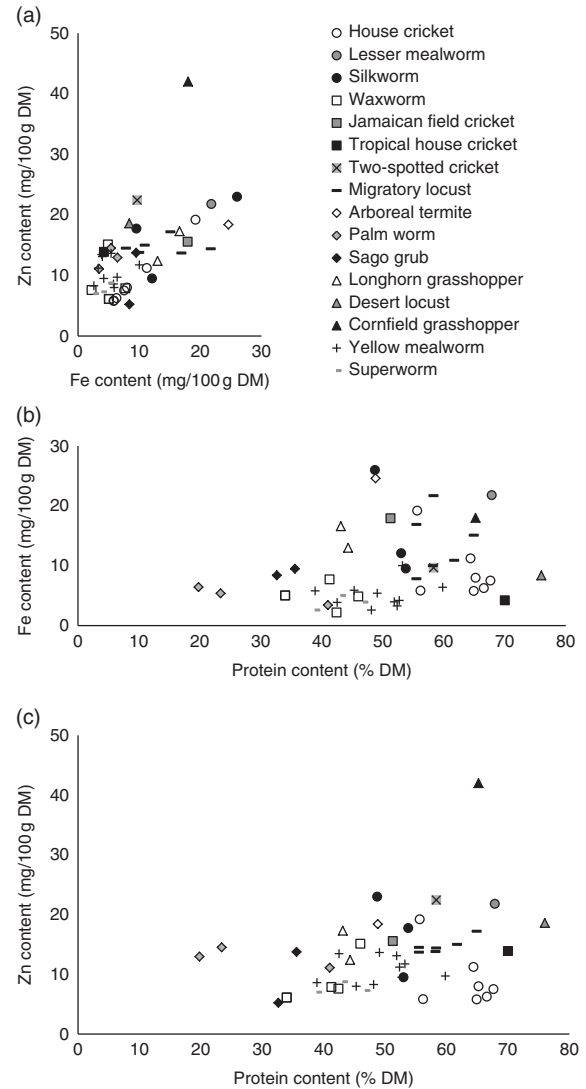 (a)
50
40
30
20
10
0
Zn content (mg/100 g DM)
0 10 20 30
Fe content (mg/100 g DM)
House cricket
Lesser mealworm
Silkworm
Waxworm
Jamaican field cricket
Tropical house cricket
Two-spotted cricket
Migratory locust
Arboreal termite
Palm worm
Sago grub
Longhorn grasshopper
Desert locust
Cornfield grasshopper
Yellow mealworm
Superworm
(b)
30
20
10
0
Fe content (mg/100 g DM)
0 20 40 60 80
Protein content (% DM)
(c)
50
40
30
20
10
0
Zn content (mg/100 g DM)
0 10 20 30 40 50 60 70 80
Protein content (% DM)